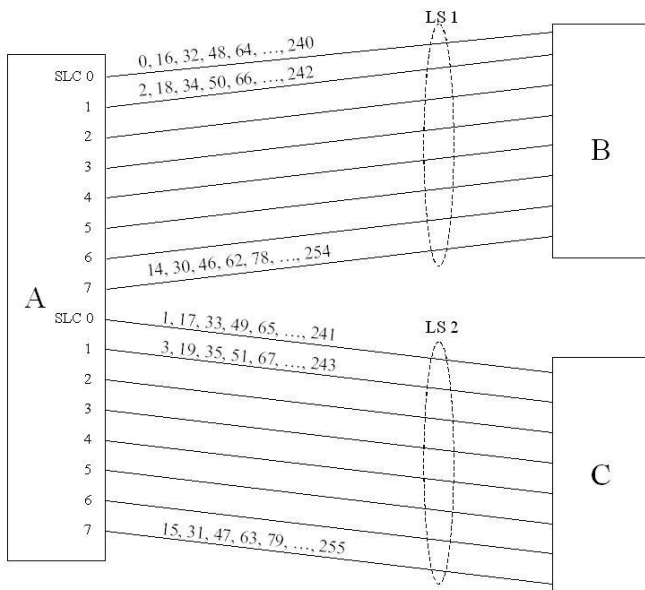 LS 1
0, 16, 32, 48, 64, …, 240
SLC 0
2, 18, 34, 50, 66, …, 242
1
2
3
B
4
5
6
14, 30, 46, 62, 78, …, 254
7
A
SLC 0
1, 17, 33, 49, 65, …, 241
LS 2
1
3, 19, 35, 51, 67, …, 243
2
3
4
C
5
6
7
15, 31, 47, 63, 79, …, 255